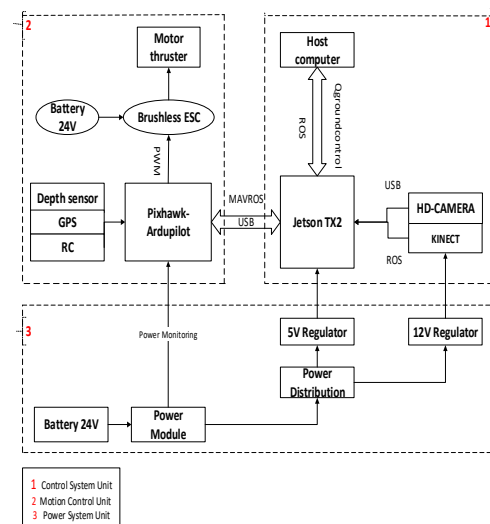 2
Motor
thruster
Battery
24V
Brushless ESC
PWM
Depth sensor
GPS
RC
Pixhawk-
Ardupilot
MAVROS
USB
1
Host
computer
Qgroundcontrol
ROS
Jetson TX2
USB
HD-CAMERA
KINECT
ROS
3
Power Monitoring
5V Regulator
12V Regulator
Power
Distribution
Battery 24V
Power
Module
1 Control System Unit
2 Motion Control Unit
3 Power System Unit